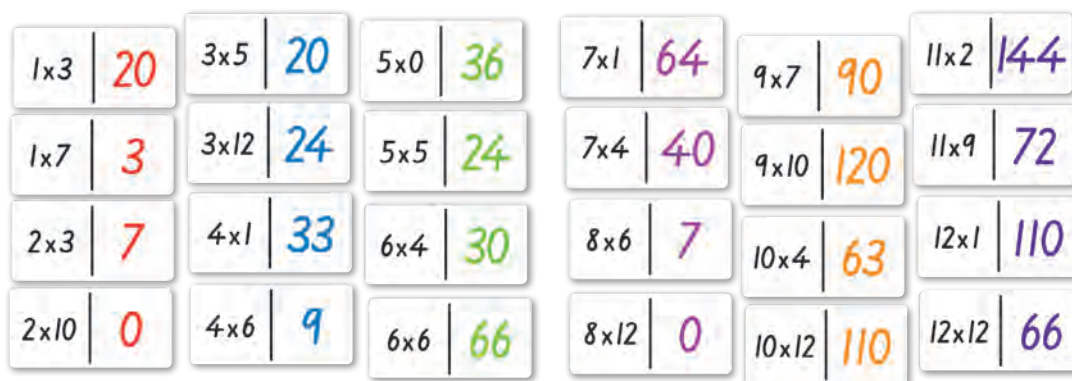 1x3 | 20
1x7 | 3
2x3 | 7
2x10 | 0
3x5 | 20
3x12 | 24
4x1 | 33
4x6 | 9
5x0 | 36
5x5 | 24
6x4 | 30
6x6 | 66
7x1 | 64
7x4 | 40
8x6 | 7
8x12 | 0
9x7 | 90
9x10 | 120
10x4 | 63
10x12 | 110
11x2 | 144
11x9 | 72
12x1 | 110
12x12 | 66